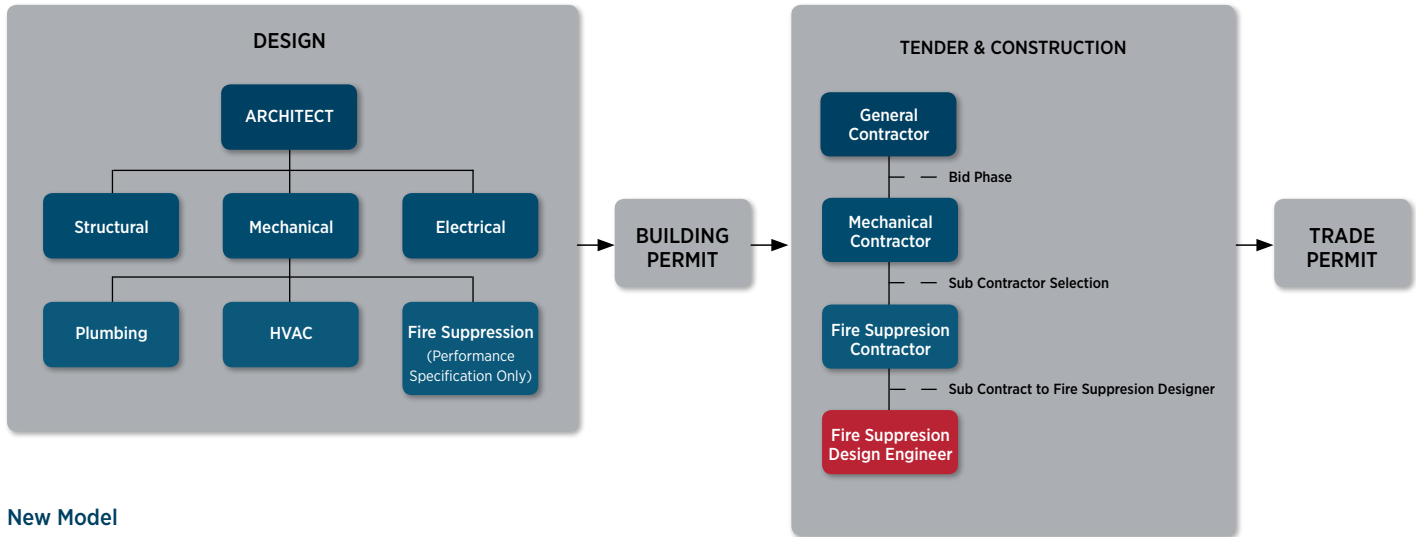 DESIGN
ARCHITECT
Structural
Mechanical
Electrical
Plumbing
HVAC
Fire Suppression
(Performance
Specification Only)
BUILDING
PERMIT
TENDER & CONSTRUCTION
General
Contractor
Bid Phase
Mechanical
Contractor
Sub Contractor Selection
Fire Suppresion
Contractor
Sub Contract to Fire Suppresion Designer
Fire Suppresion
Design Engineer
TRADE
PERMIT
New Model